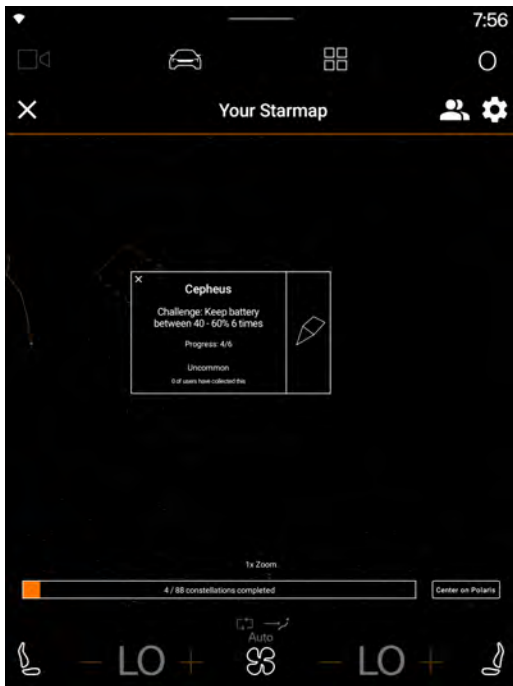 7:56
Your Starmap
Cepheus
Challenge: Keep battery
between 40 - 60% 6 times
Progress: 4/6
Uncommon
0 of users have collected this
1x Zoom
4 / 88 constellations completed
Center on Polaris
Auto
LO
LO